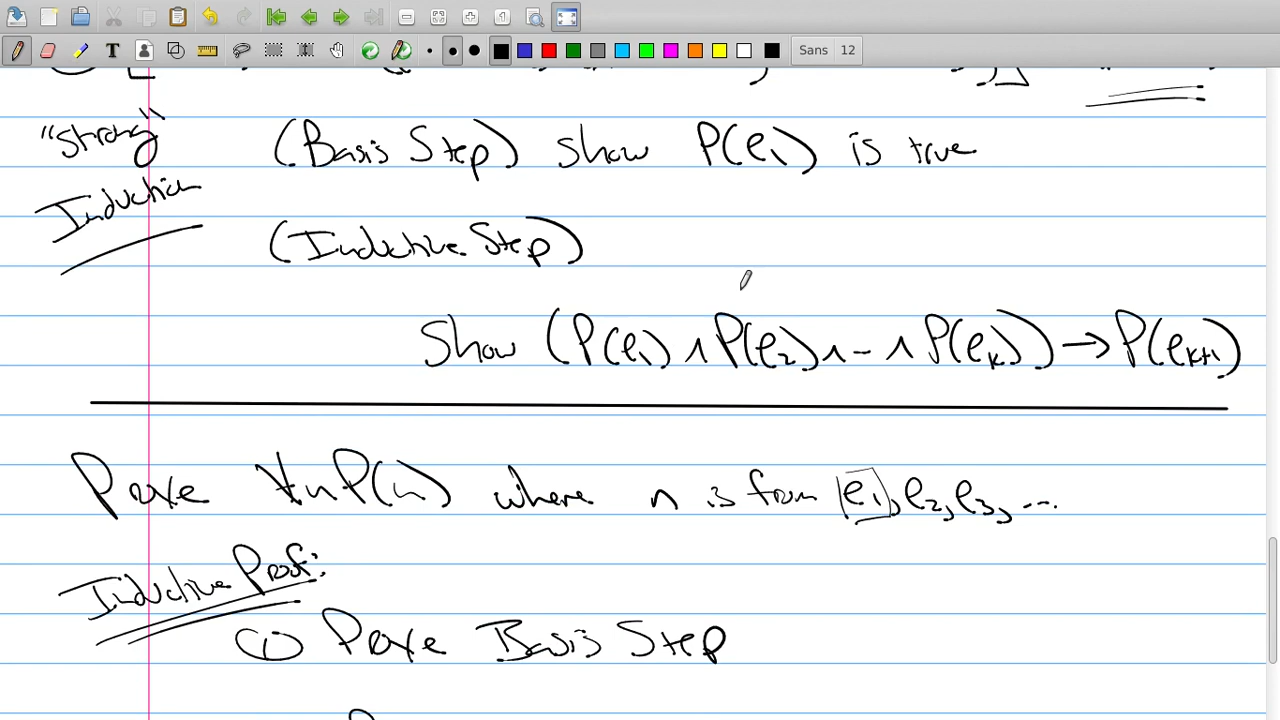 Sans 12
"Strong" (Basis Step) show P(e₁) is true
Induction
(Inductive Step)
Show (P(e₁) ∧ P(e₂) ∧ - ∧ P(eₖ)) → P(eₖ₊₁)
Prove ∀n P(n) where n is from e₁, e₂, e₃, ...
Inductive Proof:
① Prove Basis Step